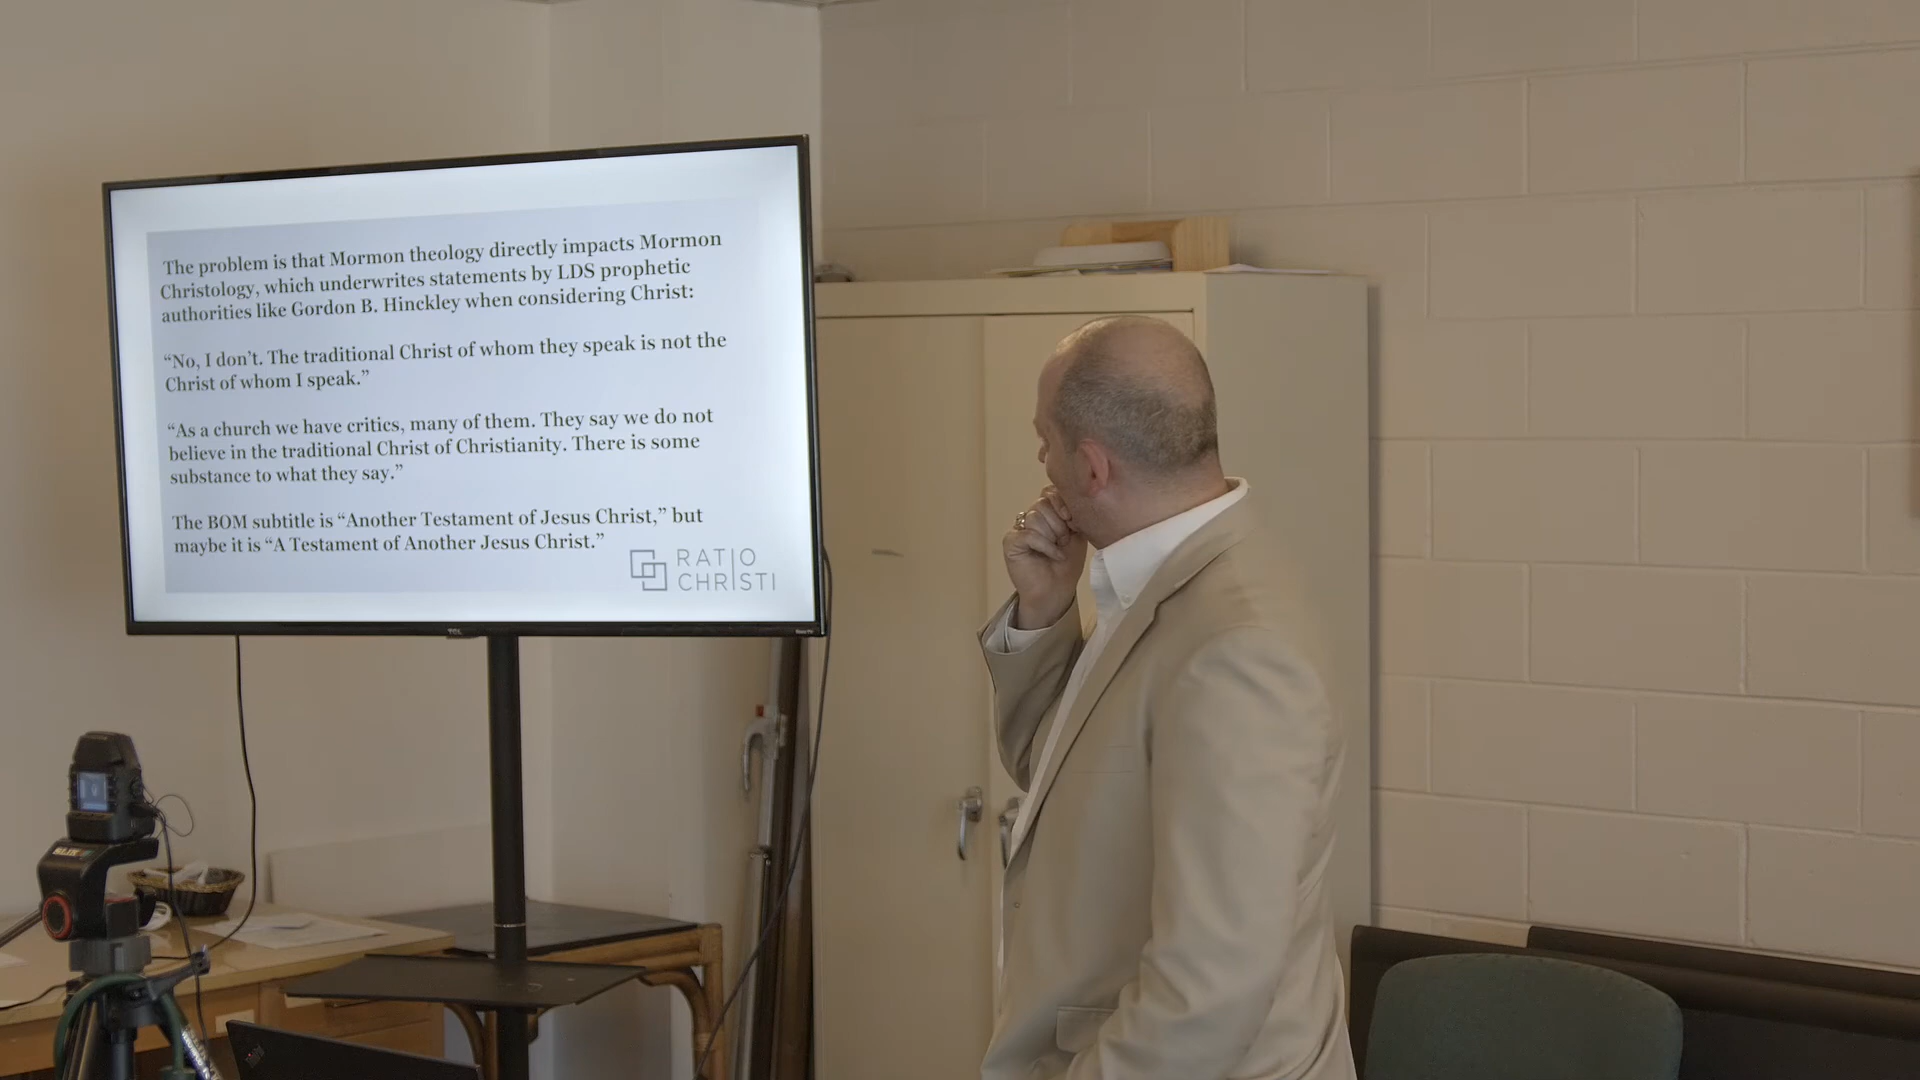 The problem is that Mormon theology directly impacts Mormon
Christology, which underwrites statements by LDS prophetic
authorities like Gordon B. Hinckley when considering Christ:
“No, I don’t. The traditional Christ of whom they speak is not the
Christ of whom I speak.”
“As a church we have critics, many of them. They say we do not
believe in the traditional Christ of Christianity. There is some
substance to what they say.”
The BOM subtitle is “Another Testament of Jesus Christ,” but
maybe it is “A Testament of Another Jesus Christ.”
RATIO
CHRISTI
TCL